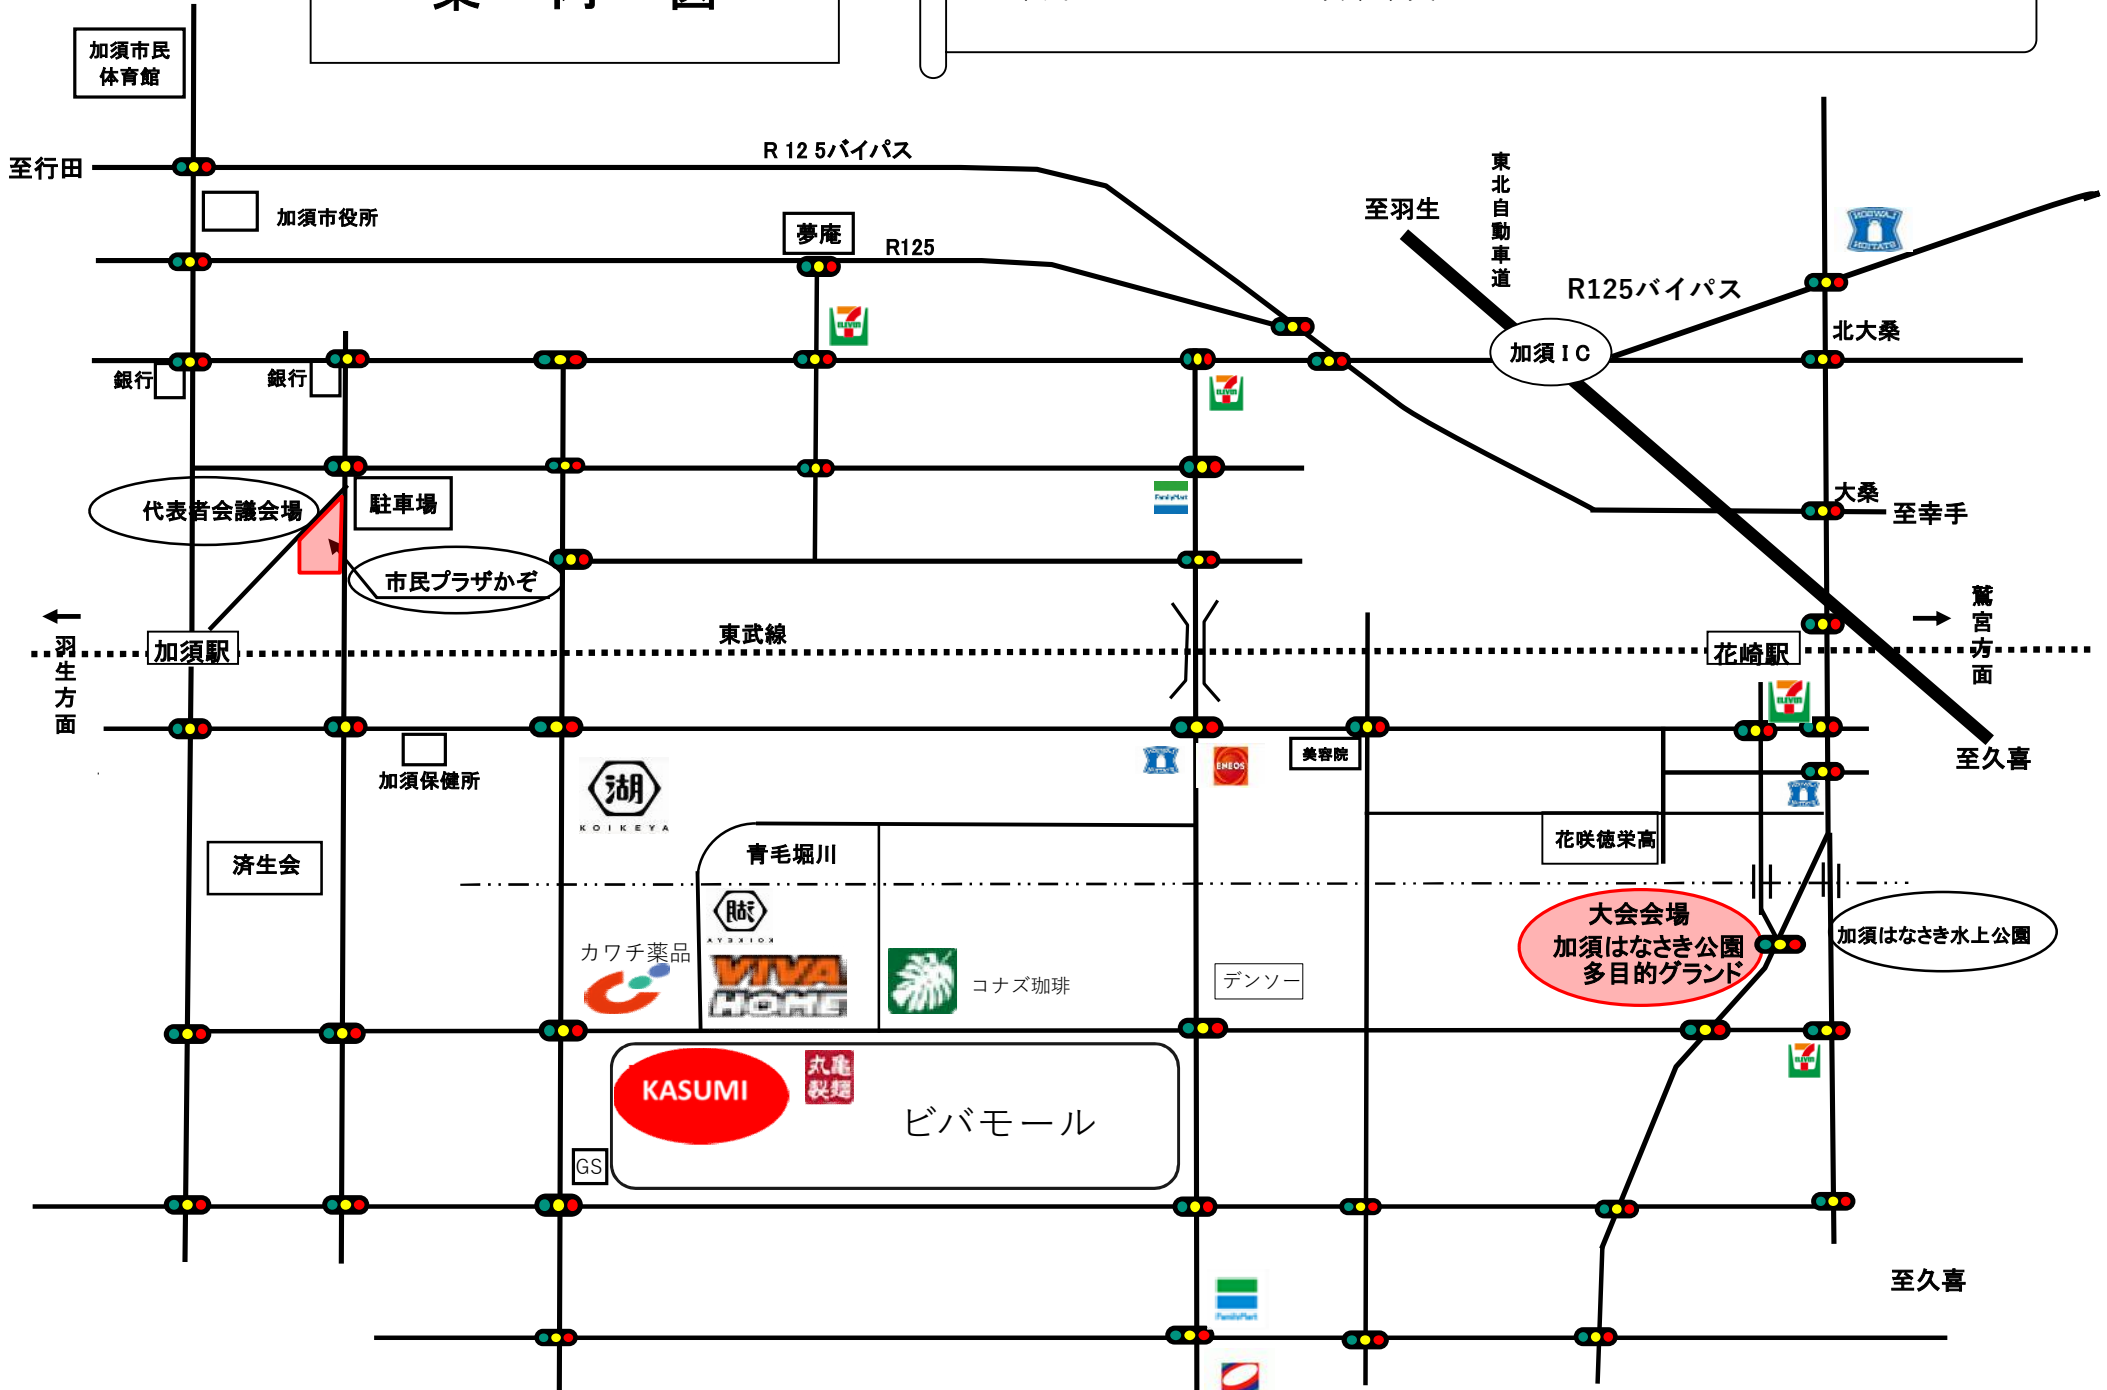 案内図
加須市民
体育館
至行田
R 12 5バイパス
加須市役所
夢庵
R125
至羽生
東北自動車道
R125バイパス
北大桑
加須IC
銀行
銀行
代表者会議会場
駐車場
市民プラザかぞ
FamilyMart
大桑
至幸手
羽生方面
加須駅
東武線
花崎駅
鷲宮方面
加須保健所
湖
KOIKEYA
ENEOS
美容院
至久喜
済生会
青毛堀川
花咲徳栄高
湖
KOIKEYA
カワチ薬品
VIVA
HOME
コナズ珈琲
デンソー
大会会場
加須はなさき公園
多目的グランド
加須はなさき水上公園
KASUMI
丸亀
製麺
ビバモール
GS
至久喜
FamilyMart